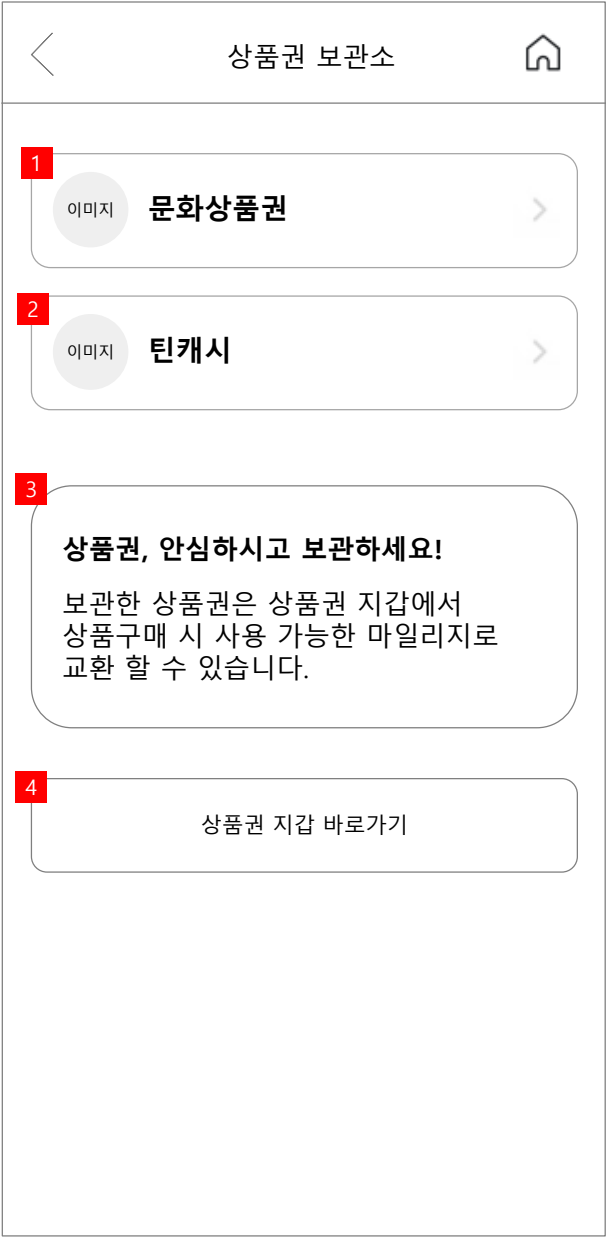 상품권 보관소
1
이미지
문화상품권
2
이미지
틴캐시
3
상품권, 안심하시고 보관하세요!
보관한 상품권은 상품권 지갑에서
상품구매 시 사용 가능한 마일리지로
교환 할 수 있습니다.
4
상품권 지갑 바로가기